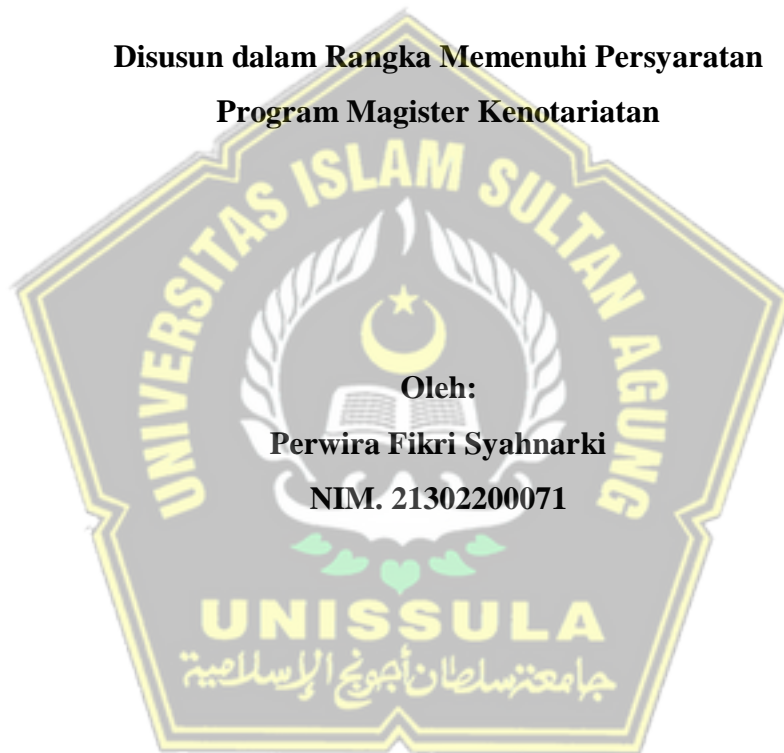 Disusun dalam Rangka Memenuhi Persyaratan
Program Magister Kenotariatan
UNIVERSITAS ISLAM SULTAN AGUNG
Oleh:
Perwira Fikri Syahnarki
NIM. 21302200071
UNISSULA
جامعة سلطان أجونج الإسلامية